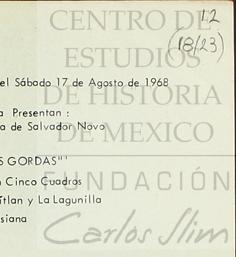 CENTRO DE
12
(18/23)
ESTUDIOS
el Sábado 17 de Agosto de 1968
DE HISTORIA
a Presentan :
a de Salvador Novo
DE MEXICO
S GORDAS"'
n Cinco Cuadros
FUNDACIÓN
itlan y La Lagunilla
siana
Carlos Slim